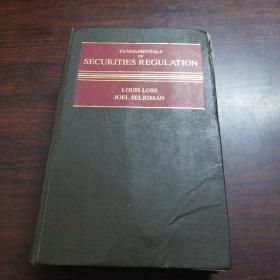 FUNDAMENTALS
OF
SECURITIES REGULATION
LOUIS LOSS
JOEL SELIGMAN